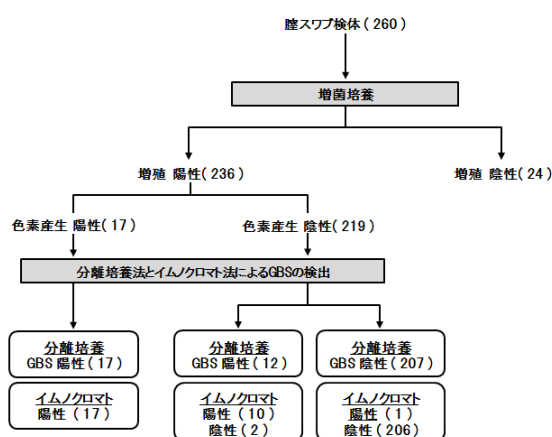 膣スワブ検体(260)
増菌培養
増殖 陽性(236)
増殖 陰性(24)
色素産生 陽性(17)
色素産生 陰性(219)
分離培養法とイムノクロマト法によるGBSの検出
分離培養
GBS 陽性(17)
分離培養
GBS 陽性(12)
分離培養
GBS 陰性(207)
イムノクロマト
陽性(17)
イムノクロマト
陽性(10)
陰性(2)
イムノクロマト
陽性(1)
陰性(206)